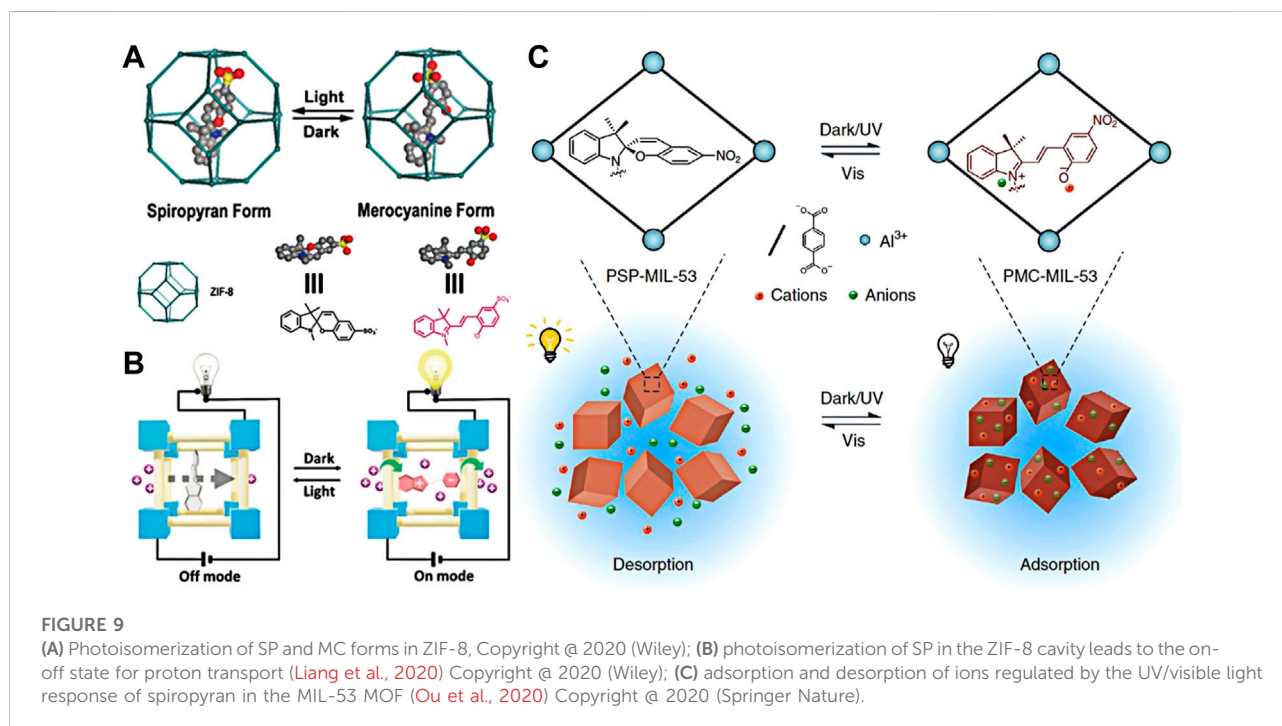 A
Light
Dark
Spiropyran Form
Merocyanine Form
ZIF-8
N
O
SO₃⁻
N⁺
O⁻
SO₃⁻
B
Dark
Light
Off mode
On mode
C
N
O
NO₂
Dark/UV
Vis
NO₂
N⁺
O⁻
PSP-MIL-53
⁻O
O
O
O⁻
Al³⁺
PMC-MIL-53
Cations
Anions
Dark/UV
Vis
Desorption
Adsorption
FIGURE 9
(A) Photoisomerization of SP and MC forms in ZIF-8, Copyright @ 2020 (Wiley); (B) photoisomerization of SP in the ZIF-8 cavity leads to the on-
off state for proton transport (Liang et al., 2020) Copyright @ 2020 (Wiley); (C) adsorption and desorption of ions regulated by the UV/visible light
response of spiropyran in the MIL-53 MOF (Ou et al., 2020) Copyright @ 2020 (Springer Nature).